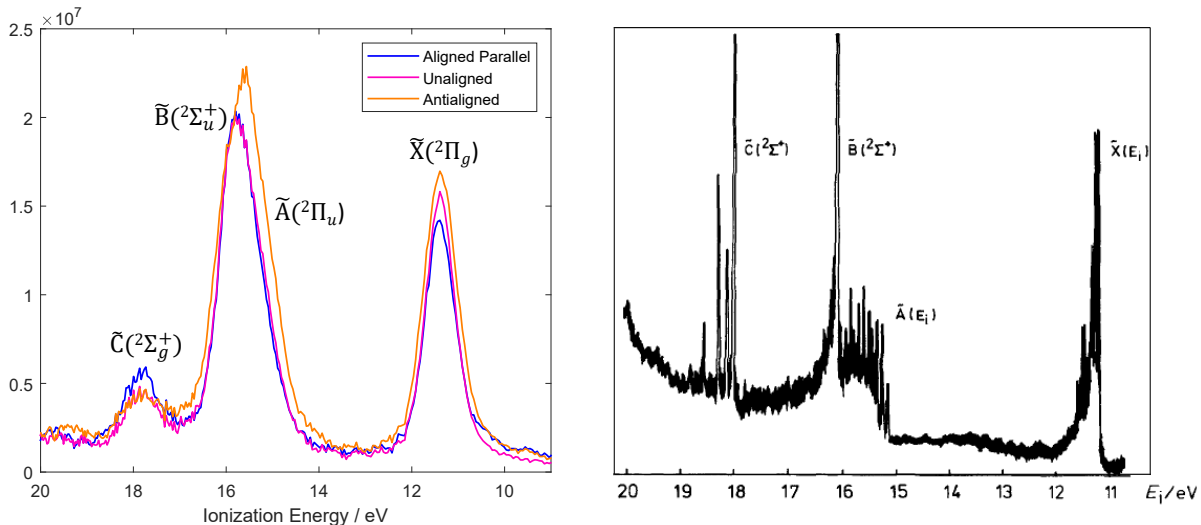 ×10⁷
2.5
2
1.5
1
0.5
0
20 18 16 14 12 10
Ionization Energy / eV
Aligned Parallel
Unaligned
Antialigned
B̃(²Σᵤ⁺)
X̃(²Π_g)
Ã(²Πᵤ)
C̃(²Σ_g⁺)
C̃(²Σ⁺)
B̃(²Σ⁺)
X̃(Eᵢ)
Ã(Eᵢ)
20 19 18 17 16 15 14 13 12 11 Eᵢ/eV